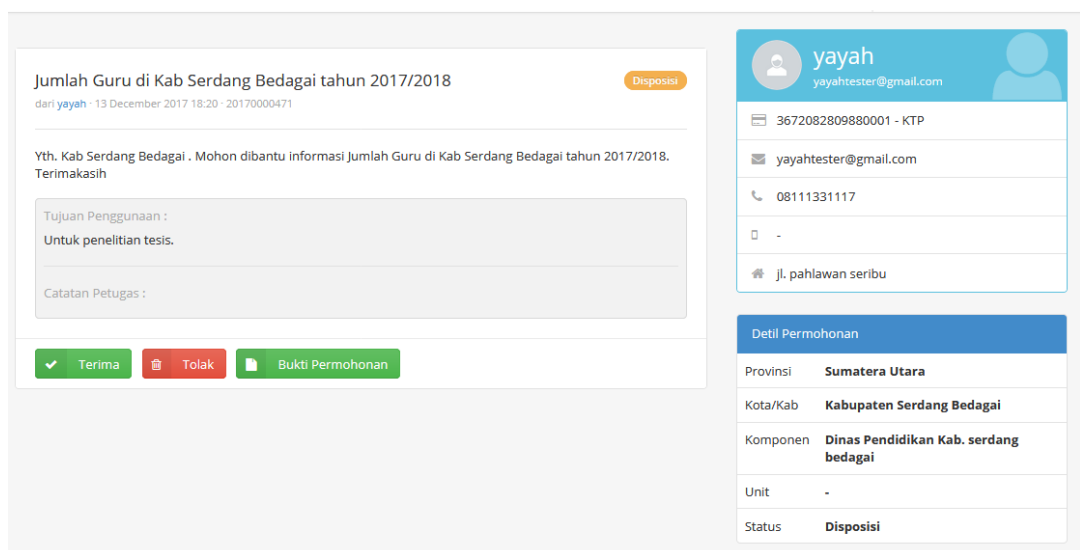 Jumlah Guru di Kab Serdang Bedagai tahun 2017/2018
Disposisi
dari yayah · 13 December 2017 18:20 · 20170000471
Yth. Kab Serdang Bedagai . Mohon dibantu informasi Jumlah Guru di Kab Serdang Bedagai tahun 2017/2018.
Terimakasih
Tujuan Penggunaan :
Untuk penelitian tesis.
Catatan Petugas :
Terima
Tolak
Bukti Permohonan
yayah
yayahtester@gmail.com
3672082809880001 - KTP
yayahtester@gmail.com
08111331117
-
jl. pahlawan seribu
Detil Permohonan
Provinsi Sumatera Utara
Kota/Kab Kabupaten Serdang Bedagai
Komponen Dinas Pendidikan Kab. serdang
bedagai
Unit -
Status Disposisi